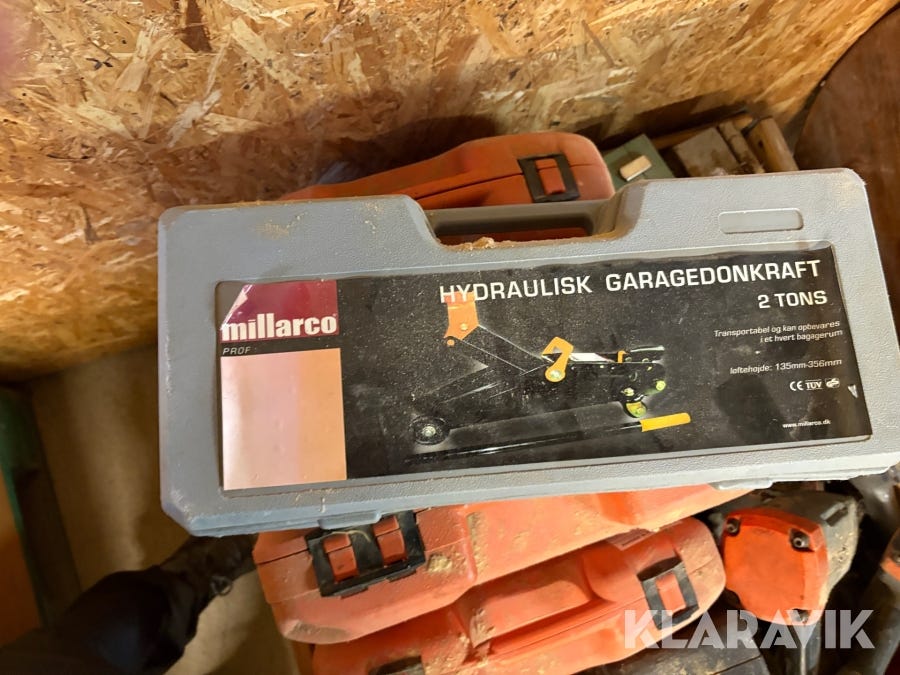 millarco
PROF
HYDRAULISK GARAGEDONKRAFT
2 TONS
Transportabel og kan opbevares
i et hvert bagagerum
løftehøjde: 135mm-356mm
CE TÜV GS
www.millarco.dk
KLARAVIK